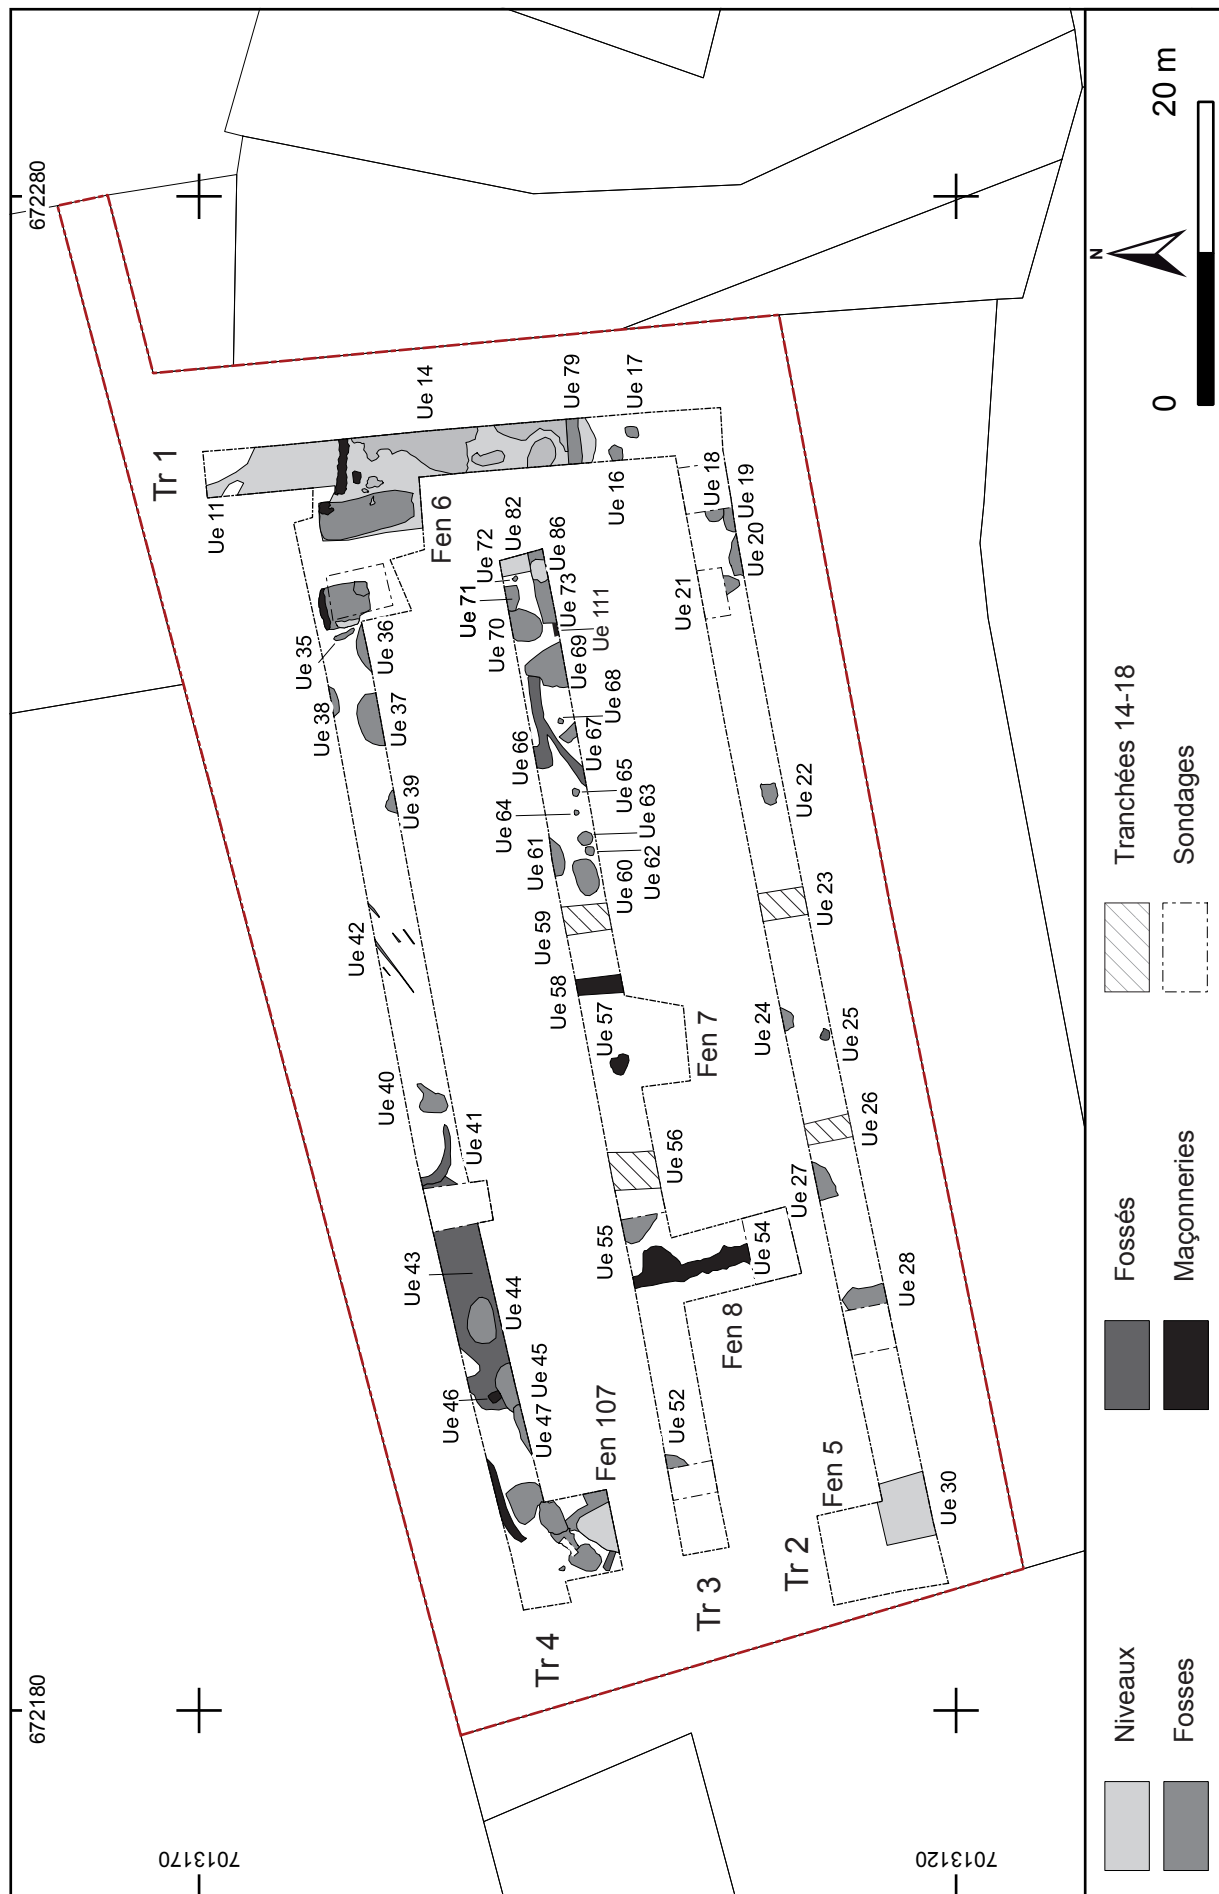 672180
672280
7013170
7013120
Tr 1
Ue 11
Ue 14
Fen 6
Ue 79
Ue 17
Ue 16
Ue 35
Ue 36
Ue 38
Ue 37
Ue 39
Ue 42
Ue 40
Ue 41
Ue 43
Ue 44
Ue 45
Ue 46
Ue 47
Fen 107
Tr 4
Ue 72
Ue 82
Ue 86
Ue 71
Ue 73
Ue 70
Ue 111
Ue 69
Ue 68
Ue 67
Ue 66
Ue 65
Ue 64
Ue 63
Ue 62
Ue 61
Ue 60
Ue 59
Ue 58
Ue 57
Fen 7
Ue 56
Ue 55
Ue 54
Fen 8
Ue 52
Tr 3
Ue 18
Ue 19
Ue 20
Ue 21
Ue 22
Ue 23
Ue 24
Ue 25
Ue 26
Ue 27
Ue 28
Fen 5
Ue 30
Tr 2
N
0
20 m
Niveaux
Fosses
Fossés
Maçonneries
Tranchées 14-18
Sondages